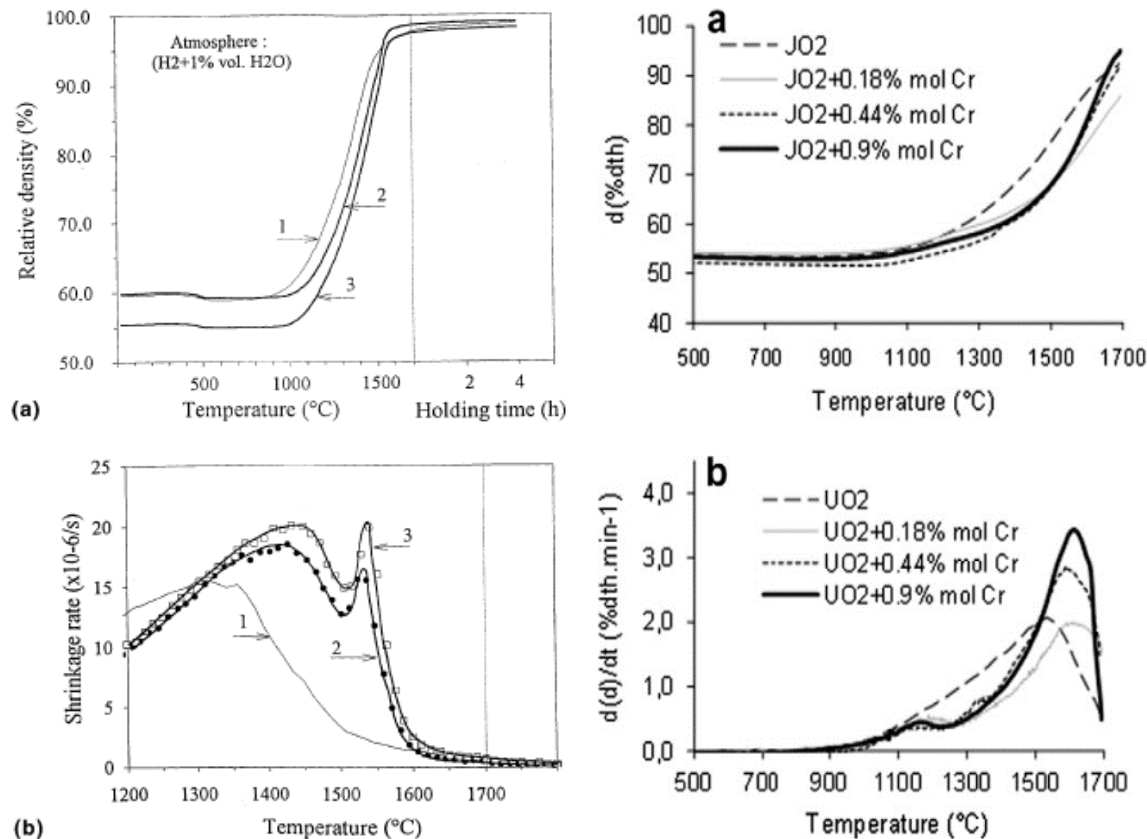 100.0
90.0
80.0
70.0
60.0
50.0
Relative density (%)
Atmosphere :
(H2+1% vol. H2O)
1
2
3
500
1000
1500
2
4
Temperature (°C)
Holding time (h)
(a)
a
JO2
JO2+0.18% mol Cr
JO2+0.44% mol Cr
JO2+0.9% mol Cr
100
90
80
70
60
50
40
d(%dth)
500
700
900
1100
1300
1500
1700
Temperature (°C)
25
20
15
10
5
0
Shrinkage rate (x10-6/s)
1
2
3
1200
1300
1400
1500
1600
1700
Temperature (°C)
(b)
b
UO2
UO2+0.18% mol Cr
UO2+0.44% mol Cr
UO2+0.9% mol Cr
4,0
3,0
2,0
1,0
0,0
d(d)/dt (%dth.min-1)
500
700
900
1100
1300
1500
1700
Temperature (°C)